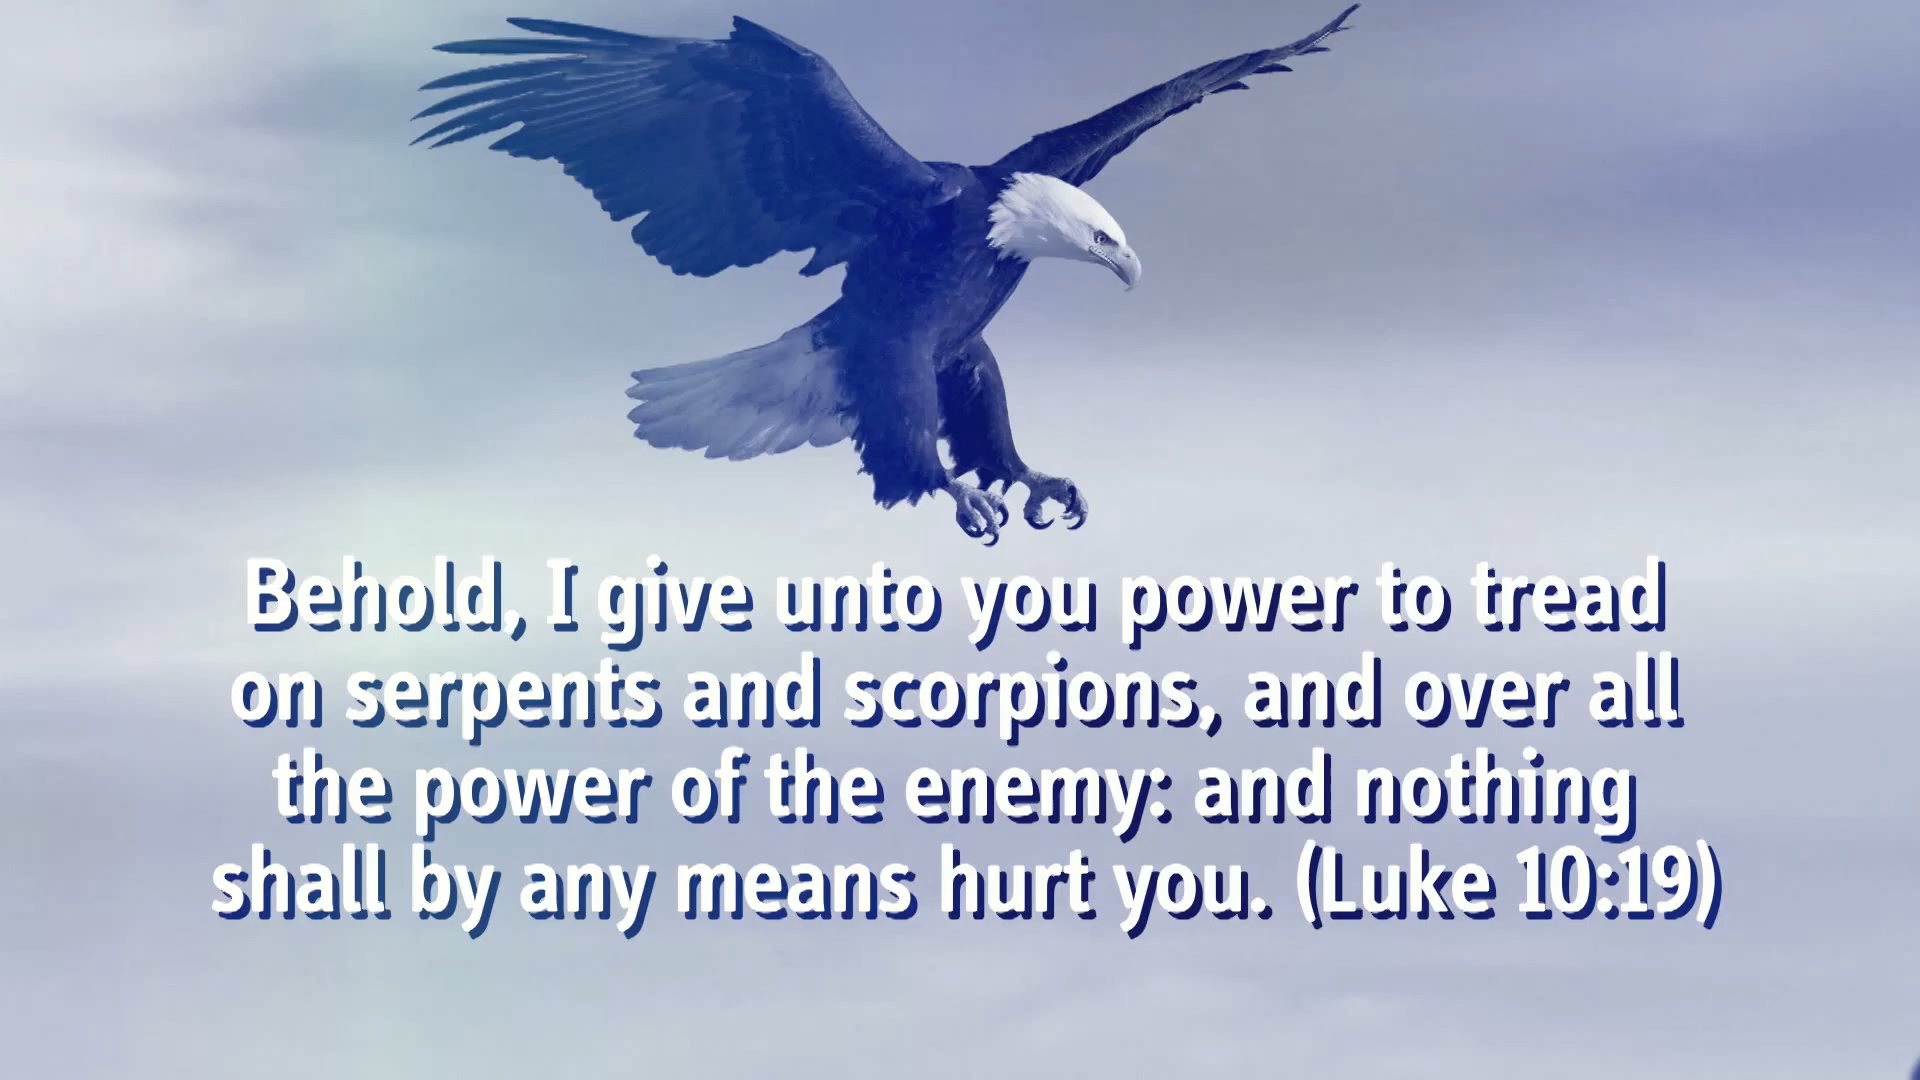 Behold, I give unto you power to tread
on serpents and scorpions, and over all
the power of the enemy: and nothing
shall by any means hurt you. (Luke 10:19)